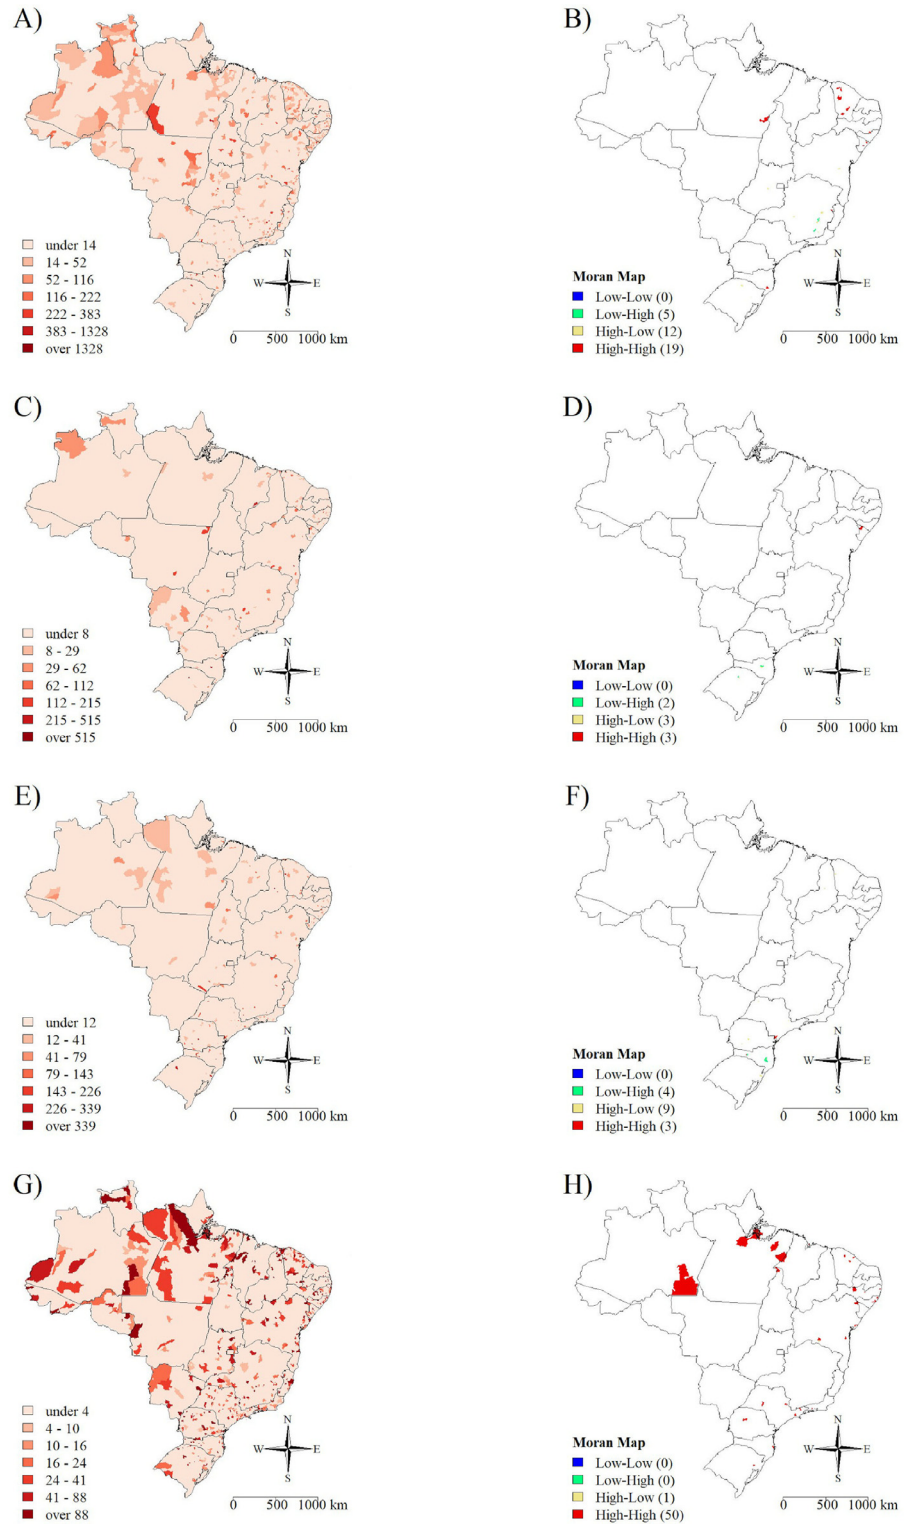 A)
under 14
14 - 52
52 - 116
116 - 222
222 - 383
383 - 1328
over 1328
N
W E
S
0 500 1000 km
B)
Moran Map
Low-Low (0)
Low-High (5)
High-Low (12)
High-High (19)
N
W E
S
0 500 1000 km
C)
under 8
8 - 29
29 - 62
62 - 112
112 - 215
215 - 515
over 515
N
W E
S
0 500 1000 km
D)
Moran Map
Low-Low (0)
Low-High (2)
High-Low (3)
High-High (3)
N
W E
S
0 500 1000 km
E)
under 12
12 - 41
41 - 79
79 - 143
143 - 226
226 - 339
over 339
N
W E
S
0 500 1000 km
F)
Moran Map
Low-Low (0)
Low-High (4)
High-Low (9)
High-High (3)
N
W E
S
0 500 1000 km
G)
under 4
4 - 10
10 - 16
16 - 24
24 - 41
41 - 88
over 88
N
W E
S
0 500 1000 km
H)
Moran Map
Low-Low (0)
Low-High (0)
High-Low (1)
High-High (50)
N
W E
S
0 500 1000 km